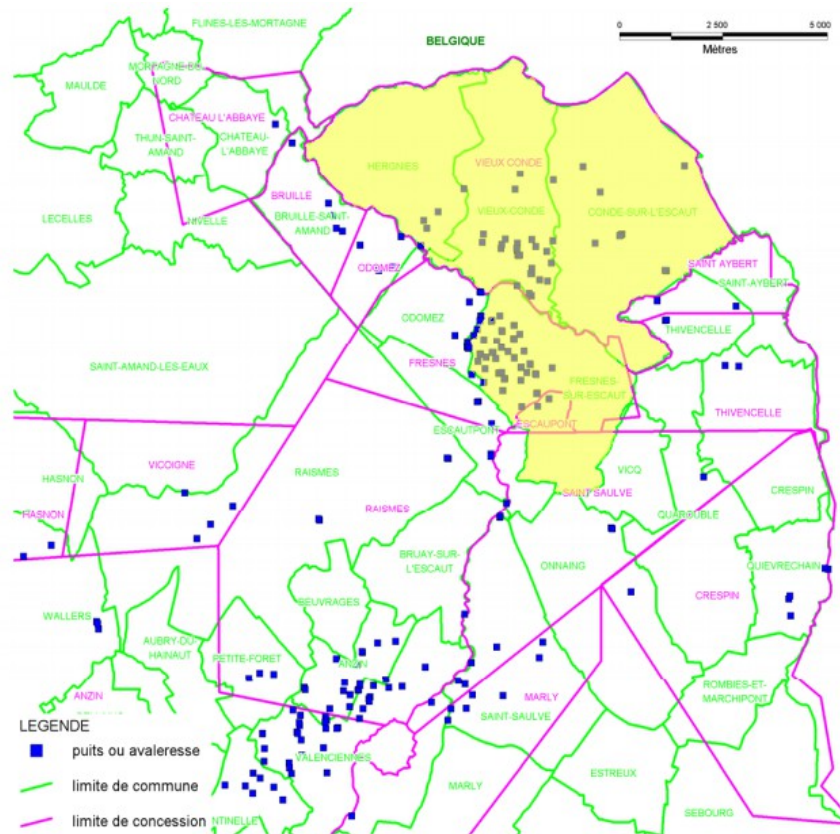 FLINES-LES-MORTAGNE
BELGIQUE
0 2 500 5 000
Mètres
MORTAGNE-DU-
NORD
MAULDE
CHATEAU L'ABBAYE
THUN-SAINT-
AMAND
CHATEAU-
L'ABBAYE
HERGNIES
VIEUX CONDE
BRUILLE
VIEUX-CONDE
CONDE-SUR-L'ESCAUT
LECELLES
NIVELLE
BRUILLE-SAINT-
AMAND
ODOMEZ
SAINT AYBERT
SAINT-AYBERT
ODOMEZ
THIVENCELLE
SAINT-AMAND-LES-EAUX
FRESNES
FRESNES-
SUR-ESCAUT
THIVENCELLE
ESCAUTPONT
ESCAUPONT
VICOIGNE
HASNON
RAISMES
VICQ
CRESPIN
SAINT SAULVE
HASNON
RAISMES
QUAROUBLE
BRUAY-SUR-
L'ESCAUT
ONNAING
QUIEVRECHAIN
BEUVRAGES
CRESPIN
WALLERS
AUBRY-DU-
HAINAUT
PETITE-FORET
ANZIN
ROMBIES-ET-
MARCHIPONT
ANZIN
MARLY
SAINT-SAULVE
LEGENDE
puits ou avaleresse
VALENCIENNES
ESTREUX
limite de commune
MARLY
SEBOURG
NTINELLE
limite de concession